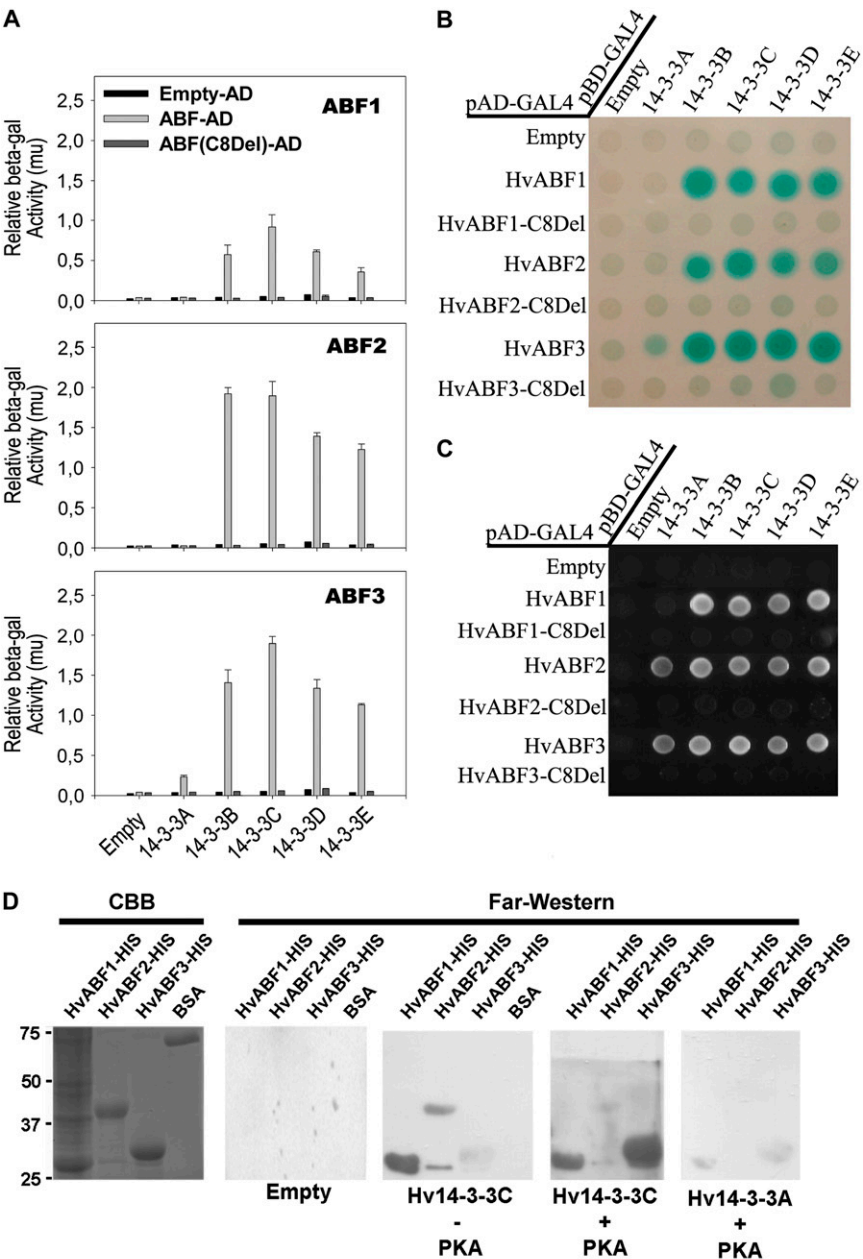 A
Relative beta-gal
Activity (mu)
2,5
2,0
1,5
1,0
0,5
0,0
Empty-AD
ABF-AD
ABF(C8Del)-AD
ABF1
Relative beta-gal
Activity (mu)
2,5
2,0
1,5
1,0
0,5
0,0
ABF2
Relative beta-gal
Activity (mu)
2,5
2,0
1,5
1,0
0,5
0,0
ABF3
Empty
14-3-3A
14-3-3B
14-3-3C
14-3-3D
14-3-3E
B
pAD-GAL4
pBD-GAL4
Empty
14-3-3A
14-3-3B
14-3-3C
14-3-3D
14-3-3E
Empty
HvABF1
HvABF1-C8Del
HvABF2
HvABF2-C8Del
HvABF3
HvABF3-C8Del
C
pAD-GAL4
pBD-GAL4
Empty
14-3-3A
14-3-3B
14-3-3C
14-3-3D
14-3-3E
Empty
HvABF1
HvABF1-C8Del
HvABF2
HvABF2-C8Del
HvABF3
HvABF3-C8Del
D
CBB
HvABF1-HIS
HvABF2-HIS
HvABF3-HIS
BSA
75
50
37
25
Far-Western
HvABF1-HIS
HvABF2-HIS
HvABF3-HIS
BSA
Empty
HvABF1-HIS
HvABF2-HIS
HvABF3-HIS
BSA
Hv14-3-3C
-
PKA
HvABF1-HIS
HvABF2-HIS
HvABF3-HIS
Hv14-3-3C
+
PKA
HvABF1-HIS
HvABF2-HIS
HvABF3-HIS
Hv14-3-3A
+
PKA